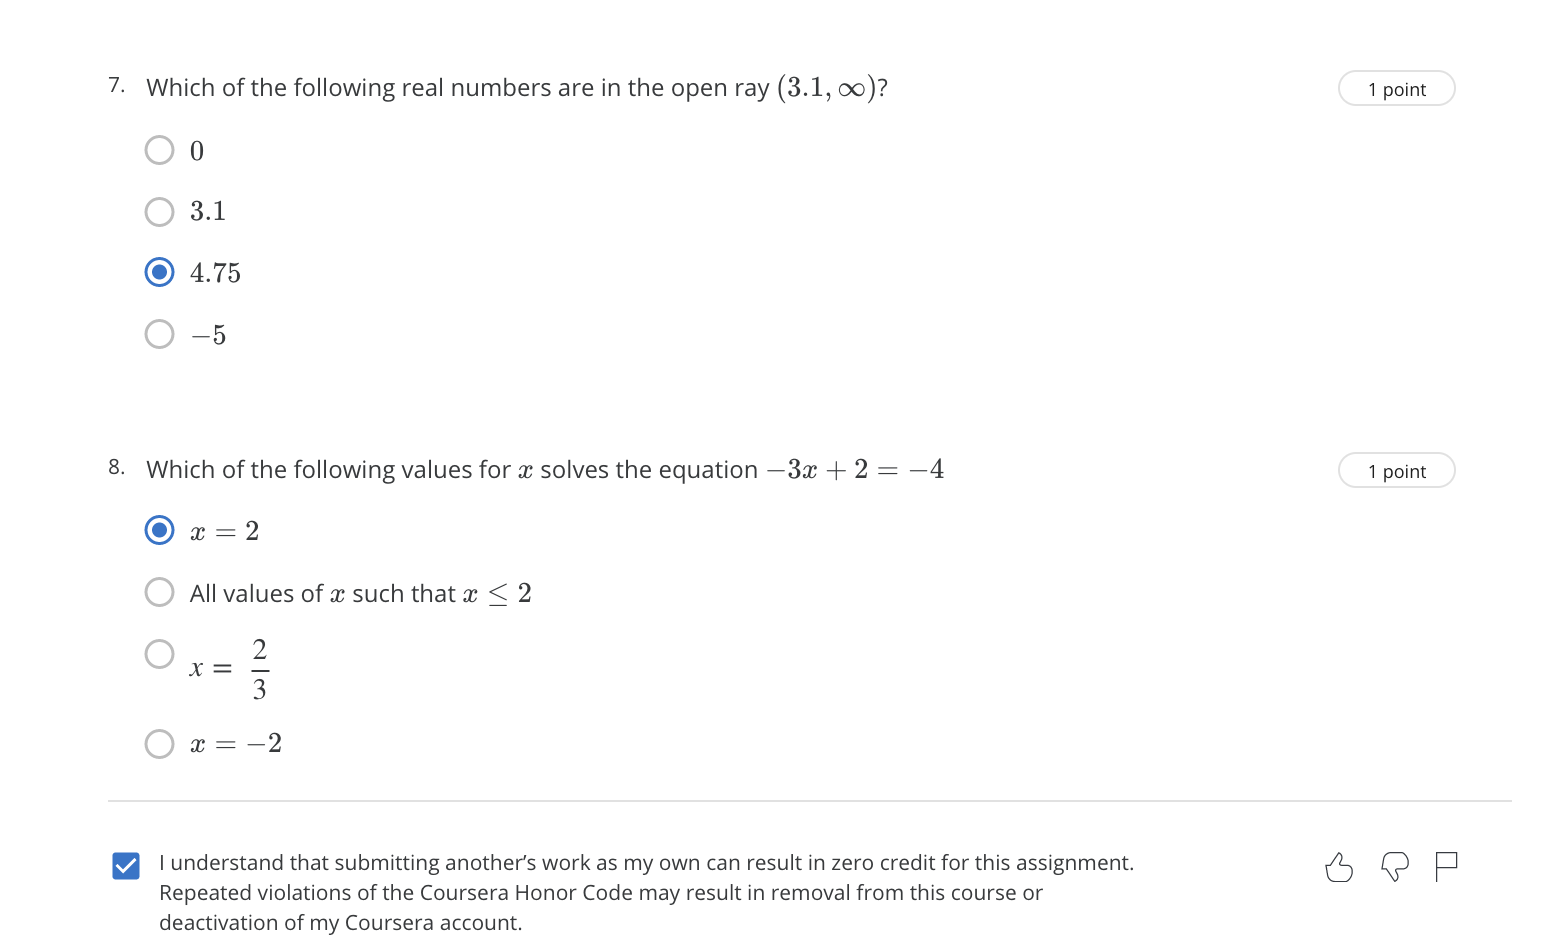 7. Which of the following real numbers are in the open ray (3.1, ∞)?
1 point
0
3.1
4.75
−5
8. Which of the following values for x solves the equation −3x + 2 = −4
1 point
x = 2
All values of x such that x ≤ 2
x = 2/3
x = −2
I understand that submitting another’s work as my own can result in zero credit for this assignment.
Repeated violations of the Coursera Honor Code may result in removal from this course or
deactivation of my Coursera account.